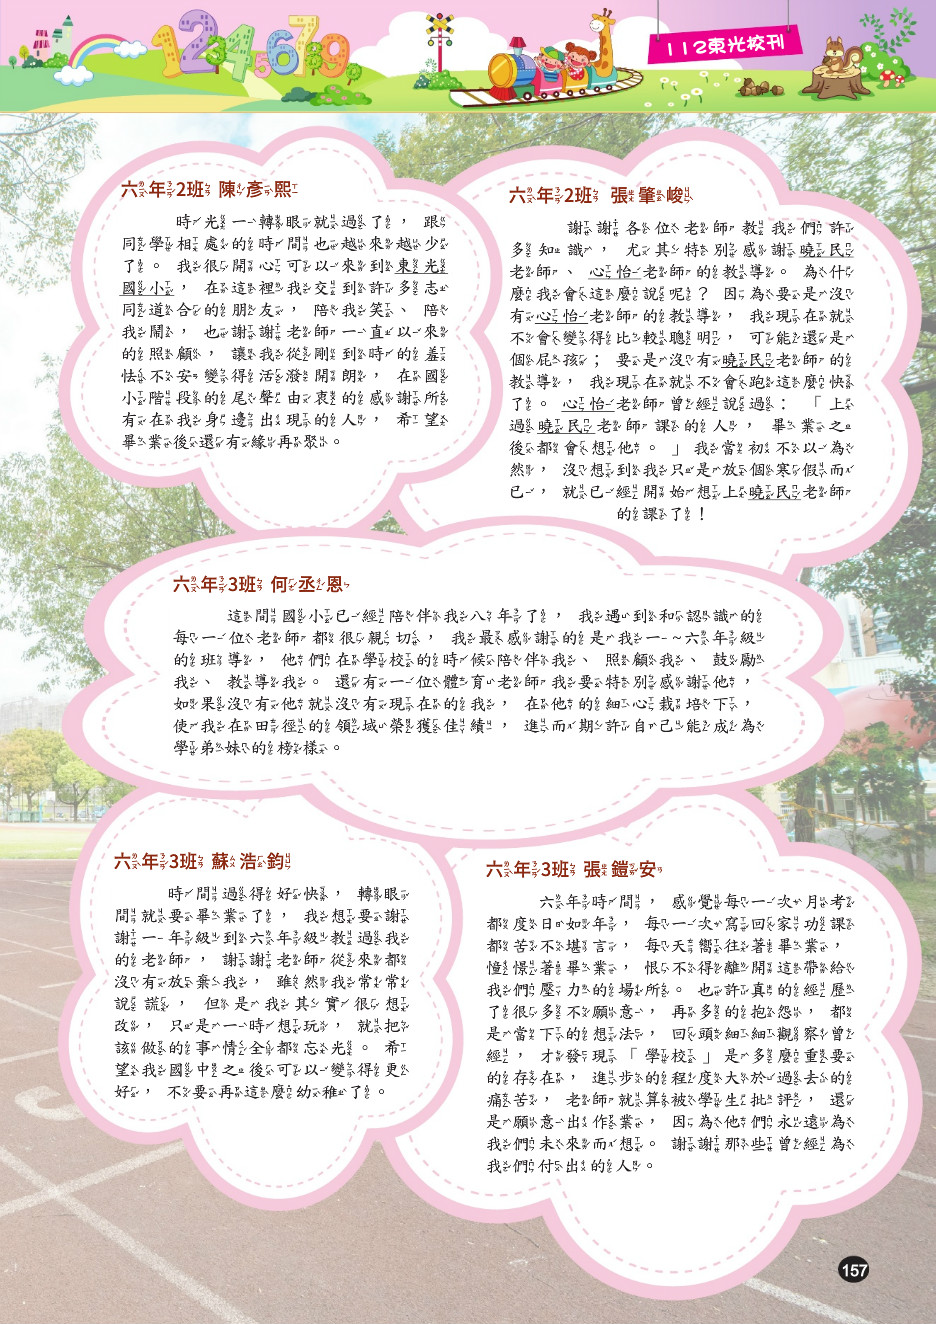 112東光校刊
六年2班 陳彥熙
時光一轉眼就過了，跟
同學相處的時間也越來越少
了。我很開心可以來到東光
國小，在這裡我交到許多志
同道合的朋友，陪我笑、陪
我鬧，也謝謝老師一直以來
的照顧，讓我從剛到時的羞
怯不安變得活潑開朗，在國
小階段的尾聲由衷的感謝所
有在我身邊出現的人，希望
畢業後還有緣再聚。
六年2班 張肇峻
謝謝各位老師教我們許
多知識，尤其特別感謝曉民
老師、心怡老師的教導。為什
麼我會這麼說呢？因為要是沒
有心怡老師的教導，我現在就
不會變得比較聰明，可能還是
個屁孩；要是沒有曉民老師的
教導，我現在就不會跑這麼快
了。心怡老師曾經說過：「上
過曉民老師課的人，畢業之
後都會想他。」我當初不以為
然，沒想到我只是放個寒假而
已，就已經開始想上曉民老師
的課了！
六年3班 何丞恩
這間國小已經陪伴我八年了，我遇到和認識的
每一位老師都很親切，我最感謝的是我一~六年級
的班導，他們在學校的時候陪伴我、照顧我、鼓勵
我、教導我。還有一位體育老師我要特別感謝他，
如果沒有他就沒有現在的我，在他的細心栽培下，
使我在田徑的領域榮獲佳績，進而期許自己能成為
學弟妹的榜樣。
六年3班 蘇浩鈞
時間過得好快，轉眼
間就要畢業了，我想要謝
謝一年級到六年級教過我
的老師，謝謝老師從來都
沒有放棄我，雖然我常常
說謊，但是我其實很想
改，只是一時想玩，就把
該做的事情全都忘光。希
望我國中之後可以變得更
好，不要再這麼幼稚了。
六年3班 張鎧安
六年時間，感覺每一次月考
都度日如年，每一次寫回家功課
都苦不堪言，每天嚮往著畢業，
憧憬著畢業，恨不得離開這帶給
我們壓力的場所。也許真的經歷
了很多不願意，再多的抱怨，都
是當下的想法，回頭細細觀察曾
經，才發現「學校」是多麼重要
的存在，進步的程度大於過去的
痛苦，老師就算被學生批評，還
是願意出作業，因為他們永遠為
我們未來而想。謝謝那些曾經為
我們付出的人。
157